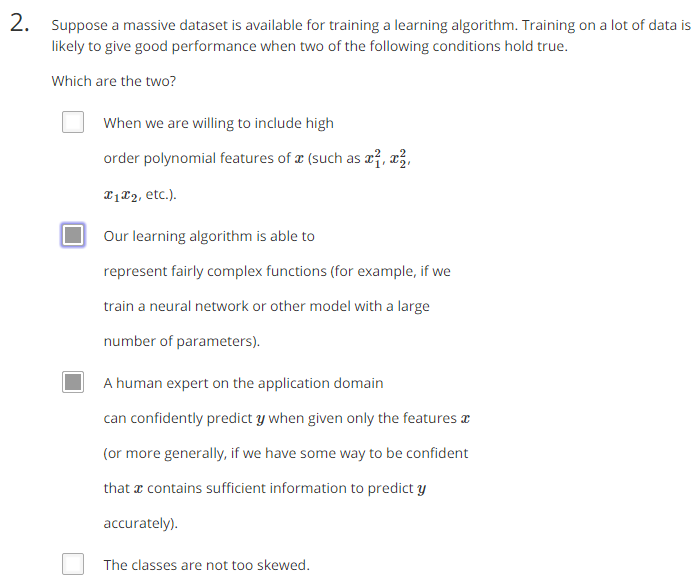 2. Suppose a massive dataset is available for training a learning algorithm. Training on a lot of data is
likely to give good performance when two of the following conditions hold true.
Which are the two?
When we are willing to include high
order polynomial features of x (such as x₁², x₂²,
x₁x₂, etc.).
Our learning algorithm is able to
represent fairly complex functions (for example, if we
train a neural network or other model with a large
number of parameters).
A human expert on the application domain
can confidently predict y when given only the features x
(or more generally, if we have some way to be confident
that x contains sufficient information to predict y
accurately).
The classes are not too skewed.